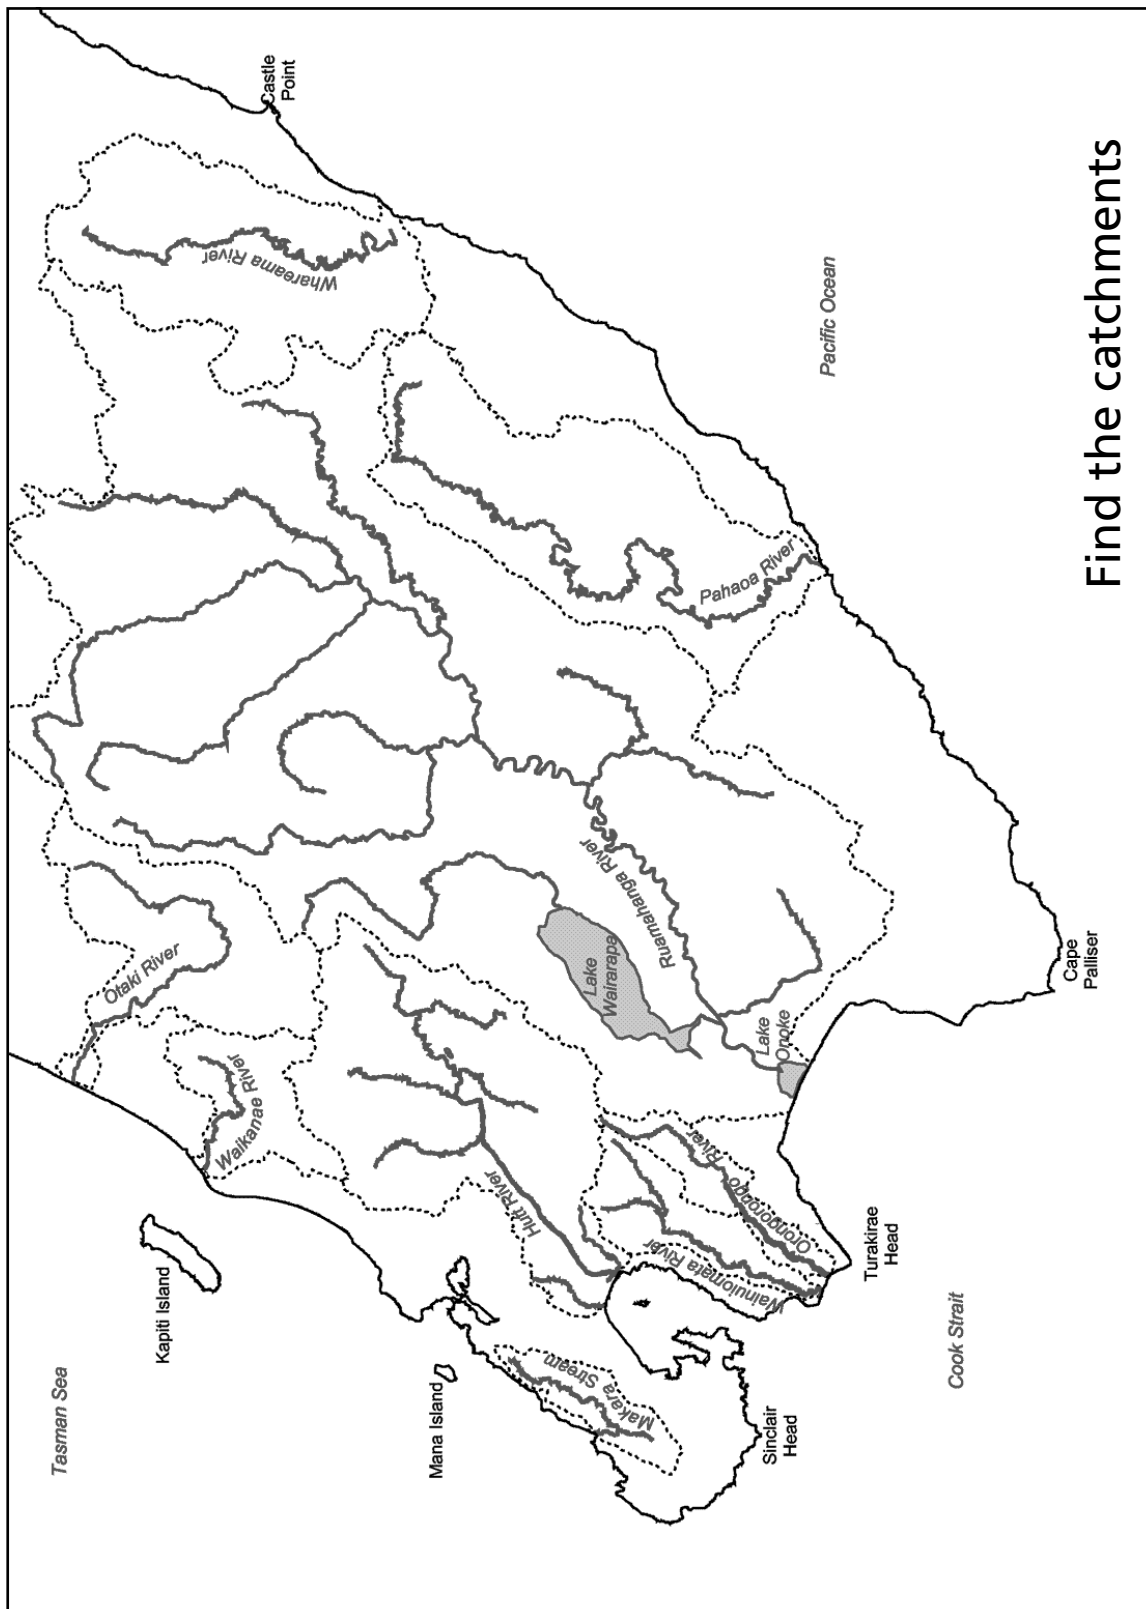 Tasman Sea
Otaki River
Kapiti Island
Waikanae River
Castle
Point
Whareama River
Mana Island
Hutt River
Makara
Stream
Lake
Wairarapa
Ruamahanga River
Wainuiomata River
Orongorongo River
Pahaoa River
Lake
Onoke
Sinclair
Head
Pacific Ocean
Turakirae
Head
Cook Strait
Cape
Palliser
Find the catchments